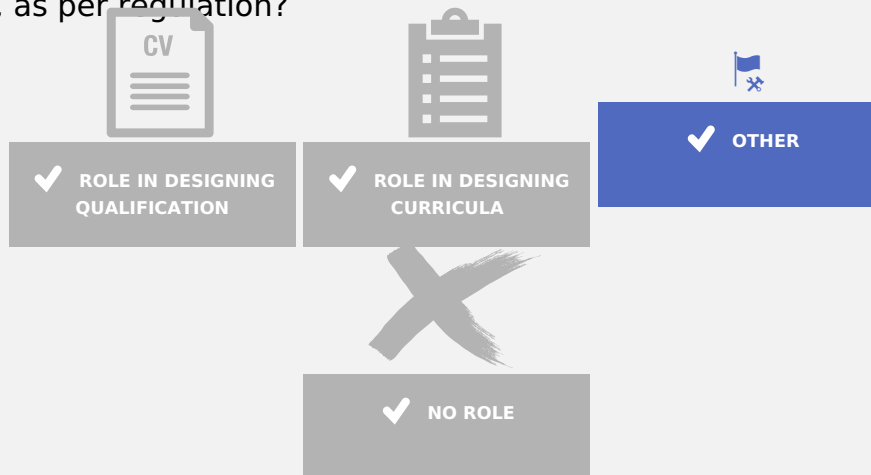 , as per regulation?
CV
ROLE IN DESIGNING
QUALIFICATION
ROLE IN DESIGNING
CURRICULA
OTHER
NO ROLE